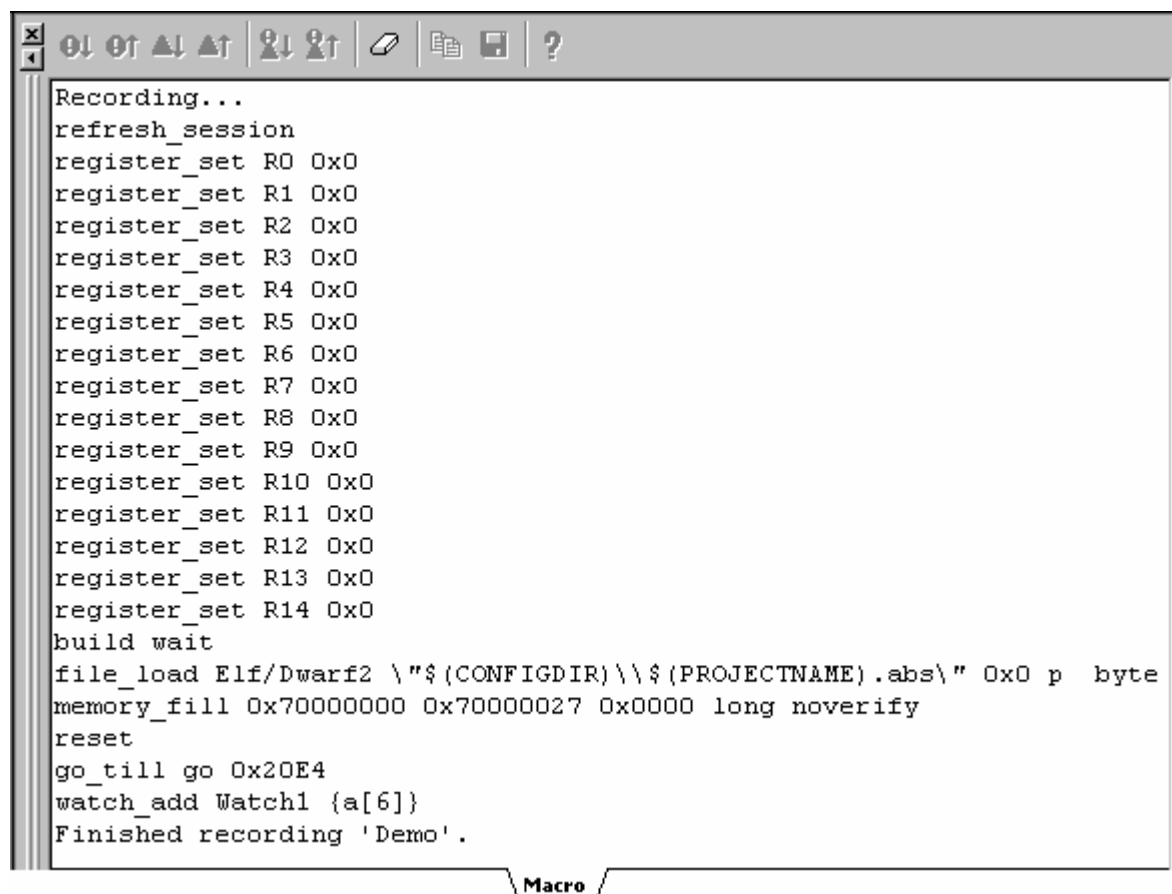 Recording...
refresh_session
register_set R0 0x0
register_set R1 0x0
register_set R2 0x0
register_set R3 0x0
register_set R4 0x0
register_set R5 0x0
register_set R6 0x0
register_set R7 0x0
register_set R8 0x0
register_set R9 0x0
register_set R10 0x0
register_set R11 0x0
register_set R12 0x0
register_set R13 0x0
register_set R14 0x0
build wait
file_load Elf/Dwarf2 \"$(CONFIGDIR)\\$(PROJECTNAME).abs\" 0x0 p  byte
memory_fill 0x70000000 0x70000027 0x0000 long noverify
reset
go_till go 0x20E4
watch_add Watch1 {a[6]}
Finished recording 'Demo'.
Macro